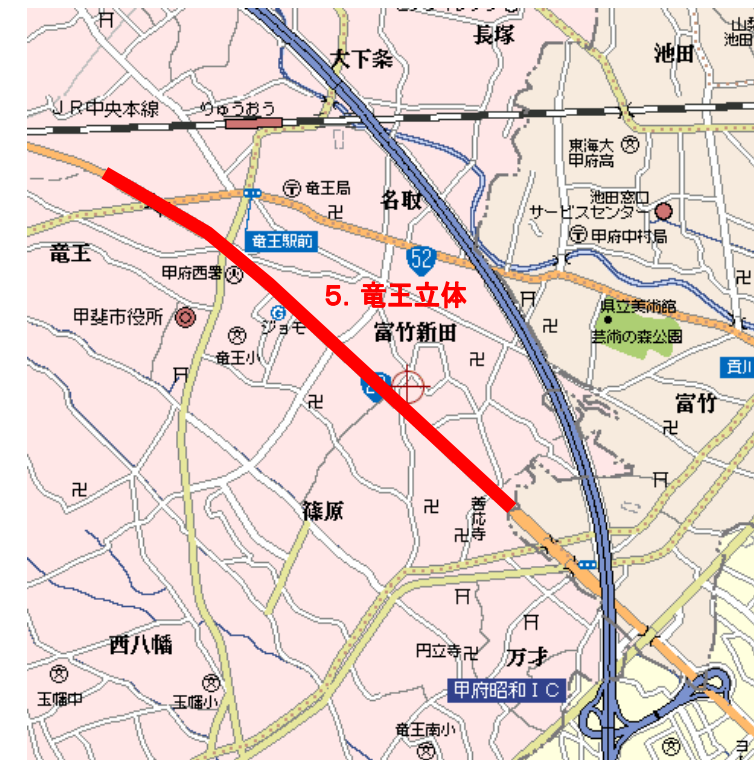 長塚
山梨
池田
大下条
池田
JR中央本線
りゅうおう
東海大
甲府高
竜王局
名取
池田窓口
サービスセンター
甲府中村局
竜王駅前
竜王
52
甲府西署
5. 竜王立体
県立美術館
甲斐市役所
ジョモ
富竹新田
芸術の森公園
竜王小
貢川
富竹
篠原
善応寺
西八幡
円立寺
万才
甲府昭和IC
玉幡中
玉幡小
竜王南小